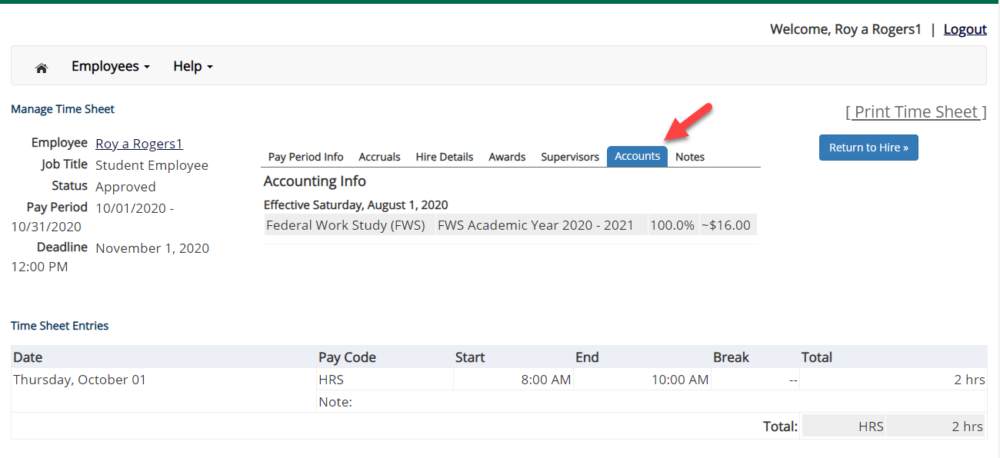 Welcome, Roy a Rogers1 | Logout
Employees Help
Manage Time Sheet
[ Print Time Sheet ]
Employee Roy a Rogers1
Job Title Student Employee
Status Approved
Pay Period 10/01/2020 -
10/31/2020
Deadline November 1, 2020
12:00 PM
Pay Period Info Accruals Hire Details Awards Supervisors Accounts Notes
Accounting Info
Effective Saturday, August 1, 2020
Federal Work Study (FWS) FWS Academic Year 2020 - 2021 100.0% ~$16.00
Return to Hire »
Time Sheet Entries
Date Pay Code Start End Break Total
Thursday, October 01 HRS 8:00 AM 10:00 AM -- 2 hrs
Note:
Total: HRS 2 hrs